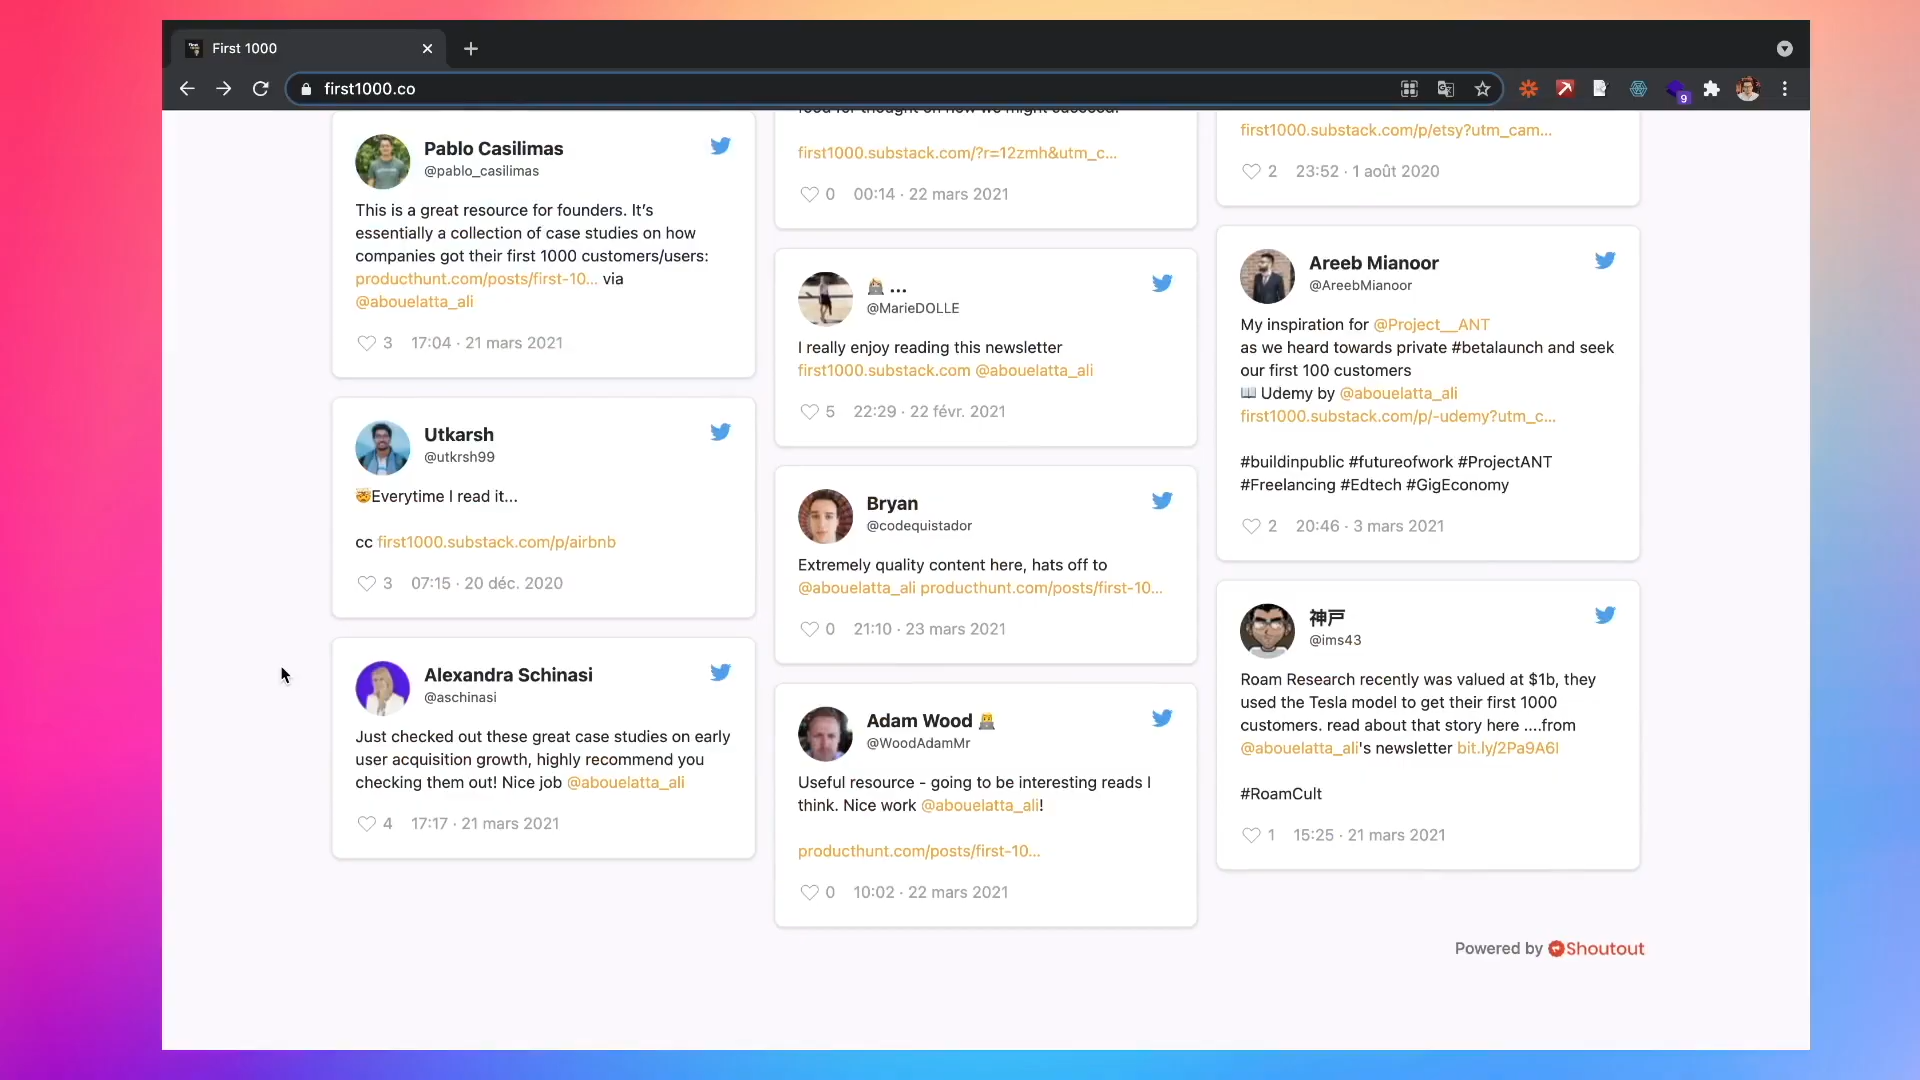 First 1000
first1000.co
9
Pablo Casilimas
@pablo_casilimas
This is a great resource for founders. It’s
essentially a collection of case studies on how
companies got their first 1000 customers/users:
producthunt.com/posts/first-10... via
@abouelatta_ali
3 17:04 · 21 mars 2021
Utkarsh
@utkrsh99
🤯Everytime I read it...
cc first1000.substack.com/p/airbnb
3 07:15 · 20 déc. 2020
Alexandra Schinasi
@aschinasi
Just checked out these great case studies on early
user acquisition growth, highly recommend you
checking them out! Nice job @abouelatta_ali
4 17:17 · 21 mars 2021
food for thought on how we might succeed!
first1000.substack.com/?r=12zmh&utm_c...
0 00:14 · 22 mars 2021
...
@MarieDOLLE
I really enjoy reading this newsletter
first1000.substack.com @abouelatta_ali
5 22:29 · 22 févr. 2021
Bryan
@codequistador
Extremely quality content here, hats off to
@abouelatta_ali producthunt.com/posts/first-10...
0 21:10 · 23 mars 2021
Adam Wood 👨‍💻
@WoodAdamMr
Useful resource - going to be interesting reads I
think. Nice work @abouelatta_ali!
producthunt.com/posts/first-10...
0 10:02 · 22 mars 2021
first1000.substack.com/p/etsy?utm_cam...
2 23:52 · 1 août 2020
Areeb Mianoor
@AreebMianoor
My inspiration for @Project__ANT
as we heard towards private #betalaunch and seek
our first 100 customers
📖 Udemy by @abouelatta_ali
first1000.substack.com/p/-udemy?utm_c...
#buildinpublic #futureofwork #ProjectANT
#Freelancing #Edtech #GigEconomy
2 20:46 · 3 mars 2021
神戸
@ims43
Roam Research recently was valued at $1b, they
used the Tesla model to get their first 1000
customers. read about that story here ....from
@abouelatta_ali's newsletter bit.ly/2Pa9A6I
#RoamCult
1 15:25 · 21 mars 2021
Powered by Shoutout